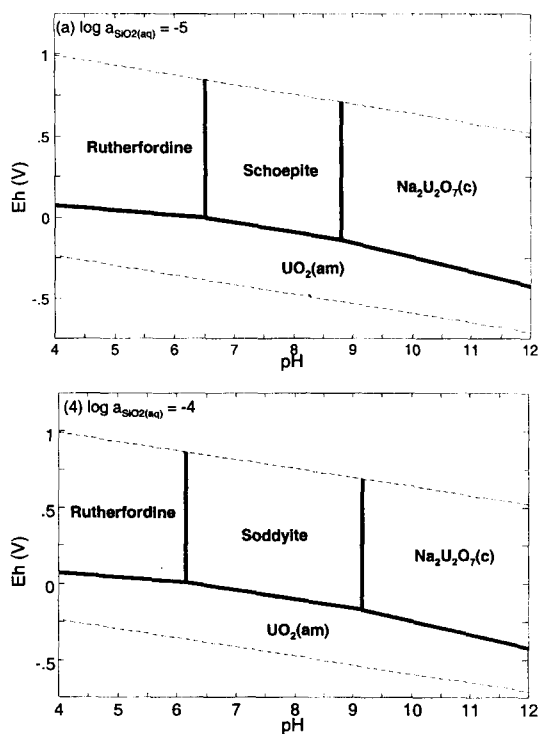 (a) log a_SiO2(aq) = -5
1
.5
0
-.5
Eh (V)
Rutherfordine
Schoepite
Na2U2O7(c)
UO2(am)
4 5 6 7 8 9 10 11 12
pH
(4) log a_SiO2(aq) = -4
1
.5
0
-.5
Eh (V)
Rutherfordine
Soddyite
Na2U2O7(c)
UO2(am)
4 5 6 7 8 9 10 11 12
pH